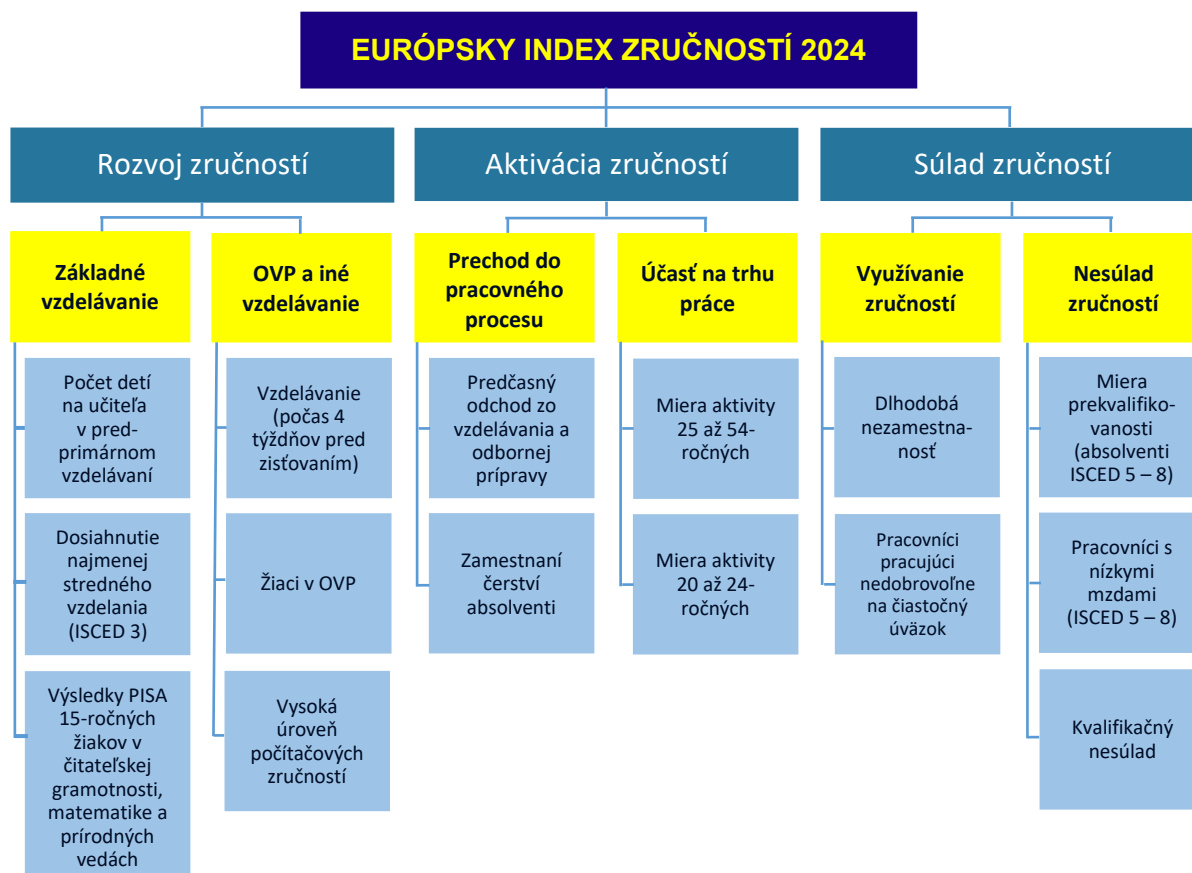 EURÓPSKY INDEX ZRUČNOSTÍ 2024
Rozvoj zručností
Aktivácia zručností
Súlad zručností
Základné
vzdelávanie
OVP a iné
vzdelávanie
Prechod do
pracovného
procesu
Účasť na trhu
práce
Využívanie
zručností
Nesúlad
zručností
Počet detí
na učiteľa
v pred-
primárnom
vzdelávaní
Vzdelávanie
(počas 4
týždňov pred
zisťovaním)
Predčasný
odchod zo
vzdelávania a
odbornej
prípravy
Miera aktivity
25 až 54-
ročných
Dlhodobá
nezamestna-
nosť
Miera
prekvalifiko-
vanosti
(absolventi
ISCED 5 – 8)
Dosiahnutie
najmenej
stredného
vzdelania
(ISCED 3)
Žiaci v OVP
Zamestnaní
čerství
absolventi
Miera aktivity
20 až 24-
ročných
Pracovníci
pracujúci
nedobrovoľne
na čiastočný
úväzok
Pracovníci s
nízkymi
mzdami
(ISCED 5 – 8)
Výsledky PISA
15-ročných
žiakov v
čitateľskej
gramotnosti,
matematike a
prírodných
vedách
Vysoká
úroveň
počítačových
zručností
Kvalifikačný
nesúlad